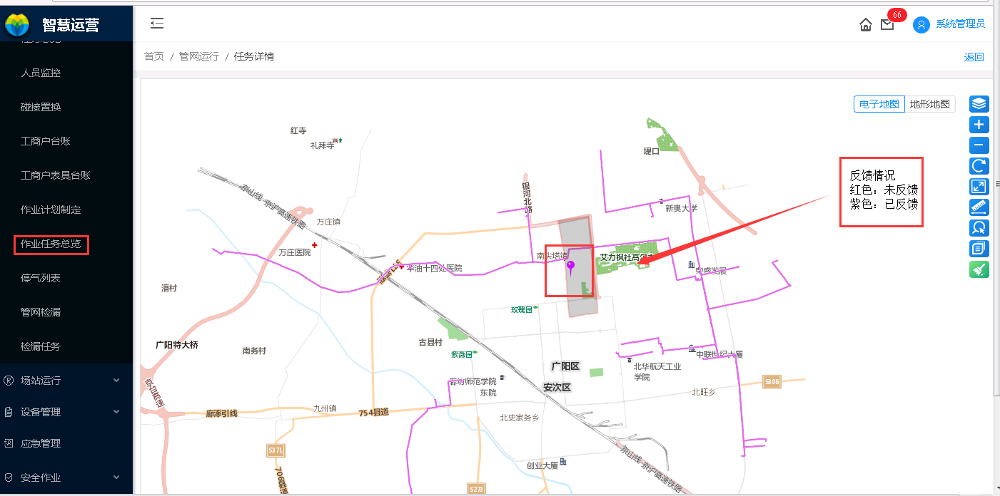 智慧运营
66
系统管理员
首页 / 管网运行 / 任务详情
返回
人员监控
碰接置换
工商户台账
工商户表具台账
作业计划制定
作业任务总览
停气列表
管网检漏
检漏任务
场站运行
设备管理
应急管理
安全作业
电子地图
地形地图
反馈情况
红色：未反馈
紫色：已反馈
红寺
礼拜寺
堤口
银河北路
京山线
京沪高速铁路
新奥大学
万庄镇
万庄医院
南尖塔镇
华油十四处医院
荣盛发展
潘村
玫瑰园
广阳特大桥
南务村
古县村
紫薇园
中联世纪大厦
广阳区
北华航天工业
学院
安次区
廊坊师范学院
东院
S306
北旺乡
京台高速
廊涿引线
九州镇
754县道
北史家务乡
S371
创业大厦
京山线
京沪高速铁路
S273